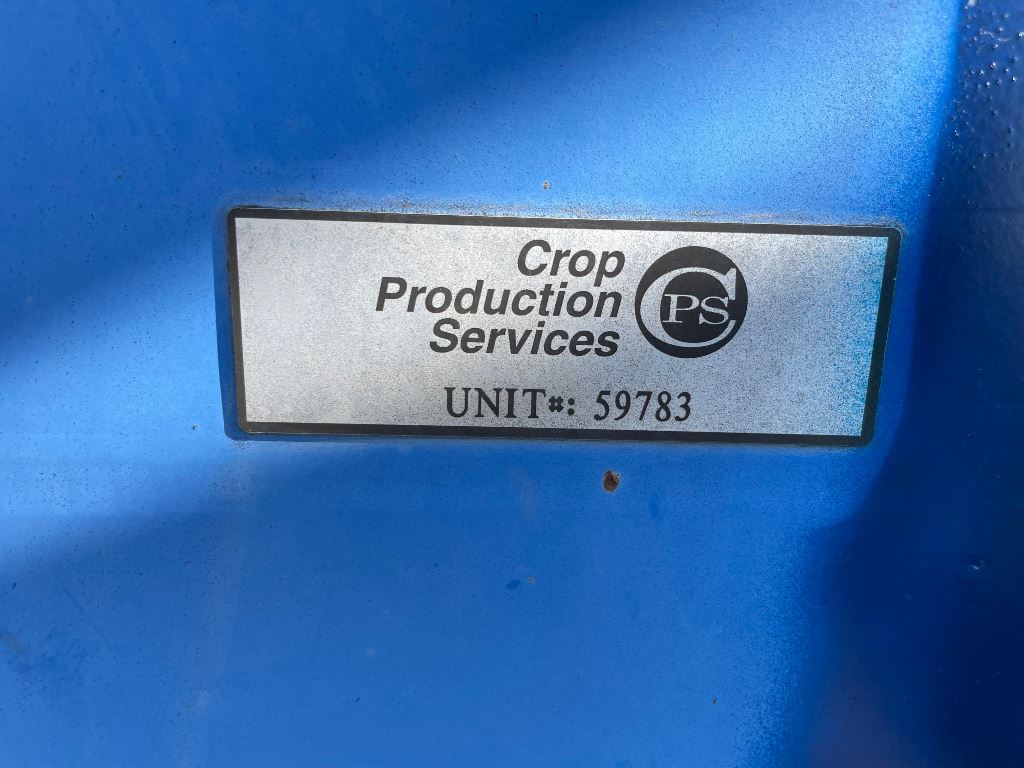 Crop
Production
Services
CPS
UNIT#: 59783